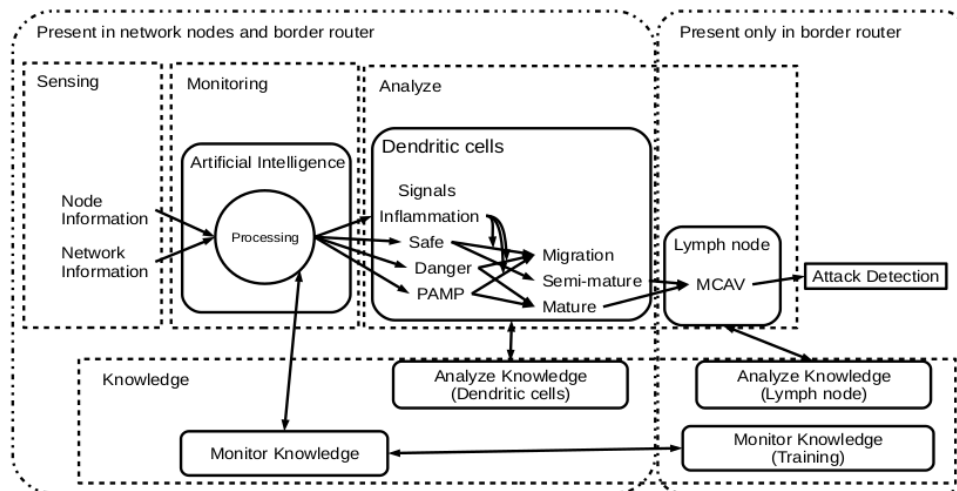 Present in network nodes and border router
Present only in border router
Sensing
Monitoring
Analyze
Artificial Intelligence
Dendritic cells
Node
Information
Network
Information
Processing
Signals
Inflammation
Safe
Danger
PAMP
Migration
Semi-mature
Mature
Lymph node
MCAV
Attack Detection
Knowledge
Analyze Knowledge
(Dendritic cells)
Analyze Knowledge
(Lymph node)
Monitor Knowledge
Monitor Knowledge
(Training)